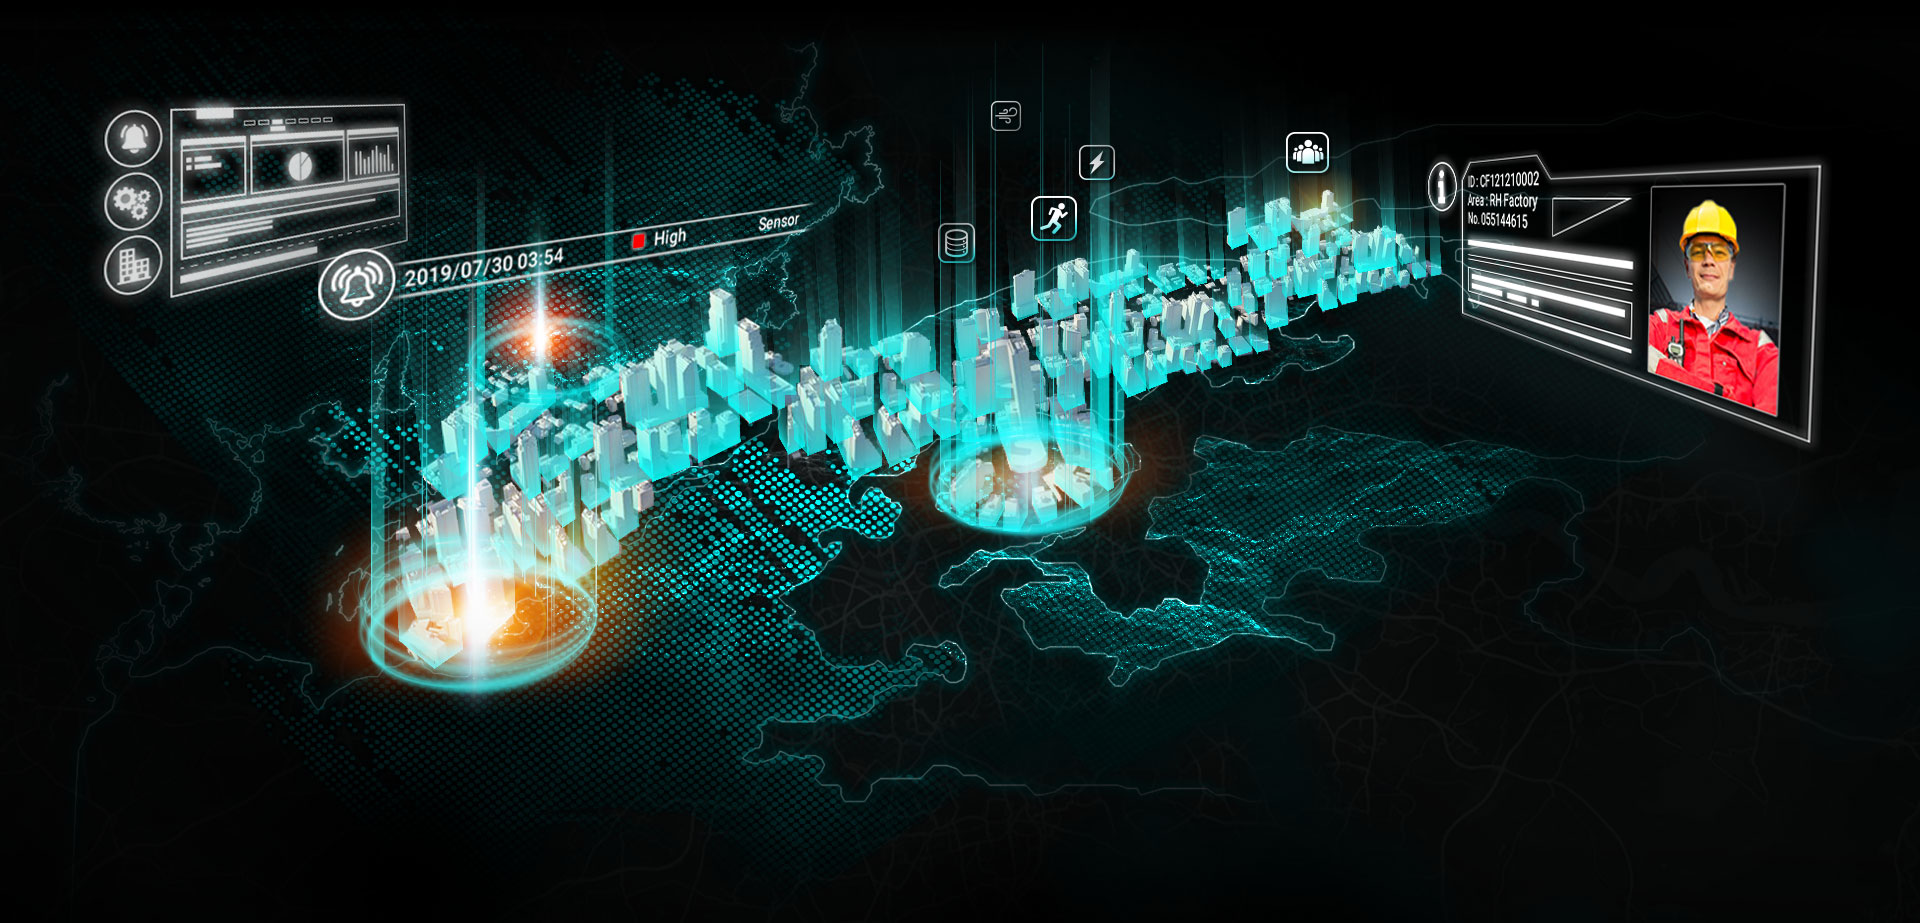 2019/07/30 03:54
High
Sensor
ID : CF121210002
Area : RH Factory
No. 055144615